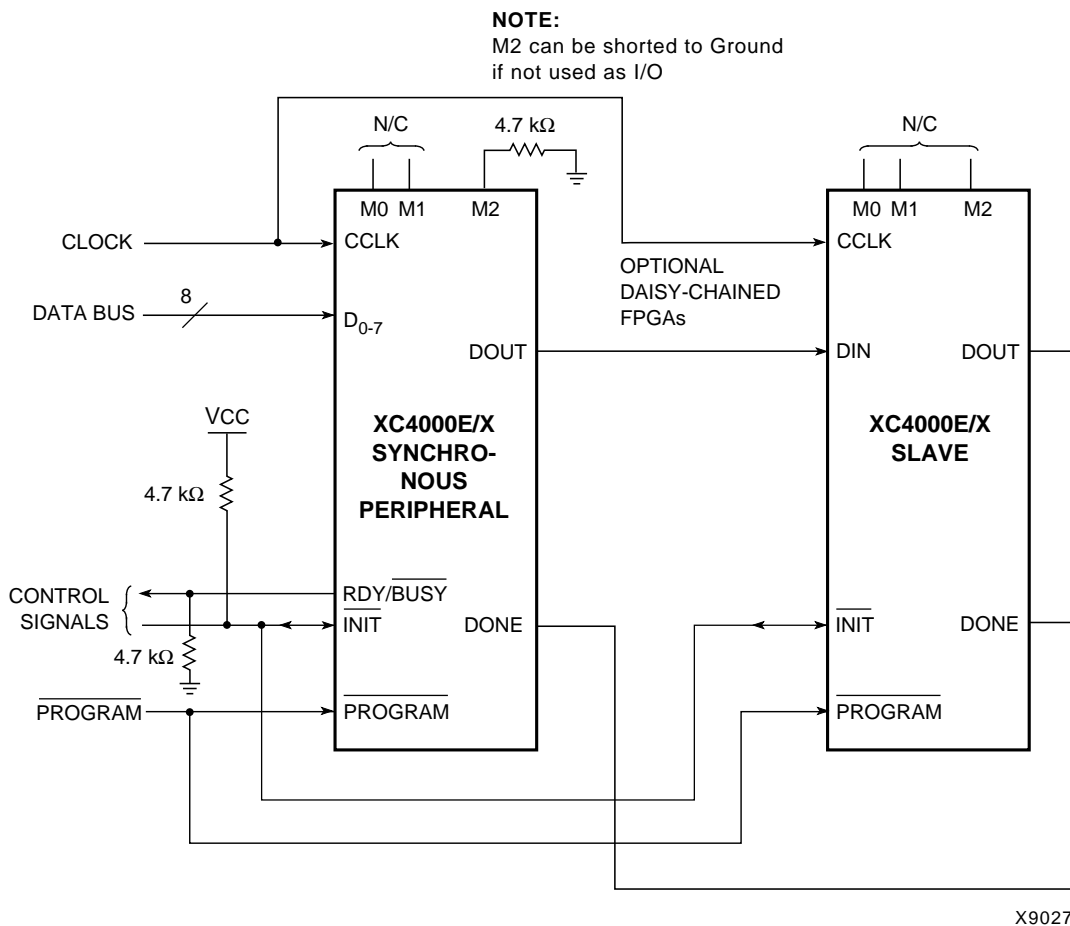 NOTE:
M2 can be shorted to Ground
if not used as I/O
N/C
4.7 kΩ
N/C
M0 M1 M2
M0 M1 M2
CLOCK
CCLK
CCLK
OPTIONAL
DAISY-CHAINED
FPGAs
DATA BUS
8
D0-7
DOUT
DIN
DOUT
VCC
4.7 kΩ
XC4000E/X
SYNCHRO-
NOUS
PERIPHERAL
XC4000E/X
SLAVE
CONTROL
SIGNALS
RDY/BUSY
INIT
DONE
INIT
DONE
4.7 kΩ
PROGRAM
PROGRAM
PROGRAM
X9027